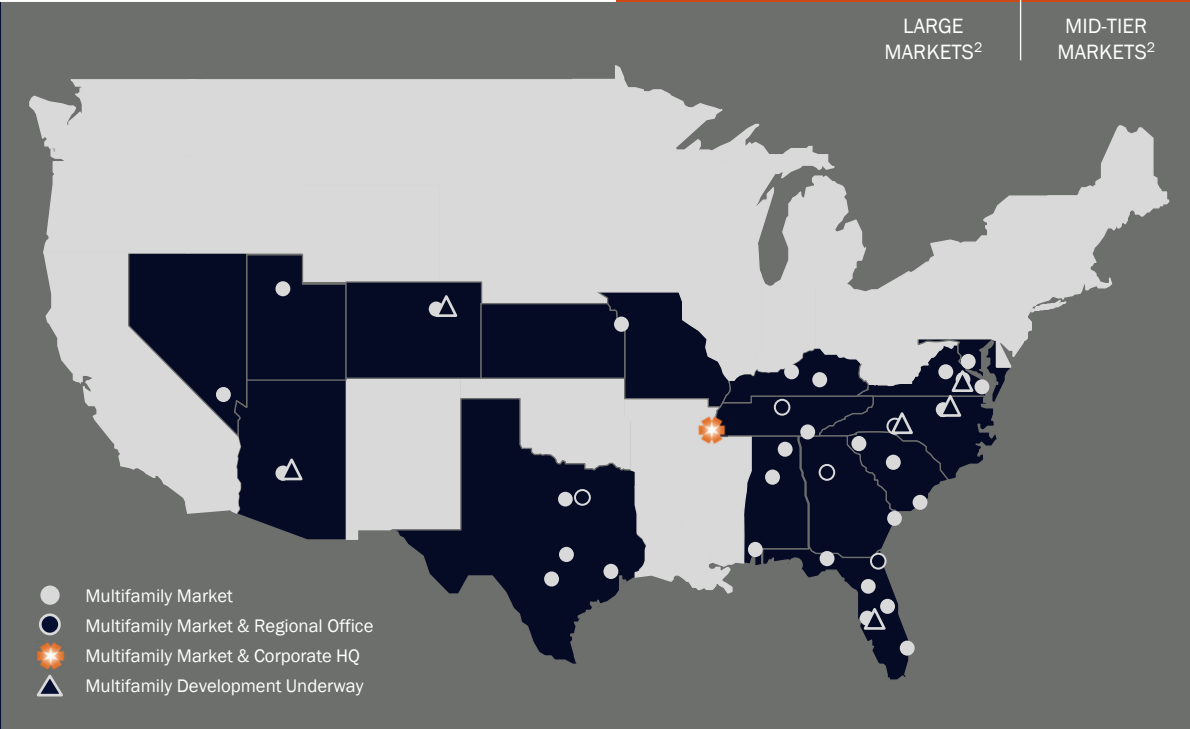 LARGE
MARKETS²
MID-TIER
MARKETS²
Multifamily Market
Multifamily Market & Regional Office
Multifamily Market & Corporate HQ
Multifamily Development Underway